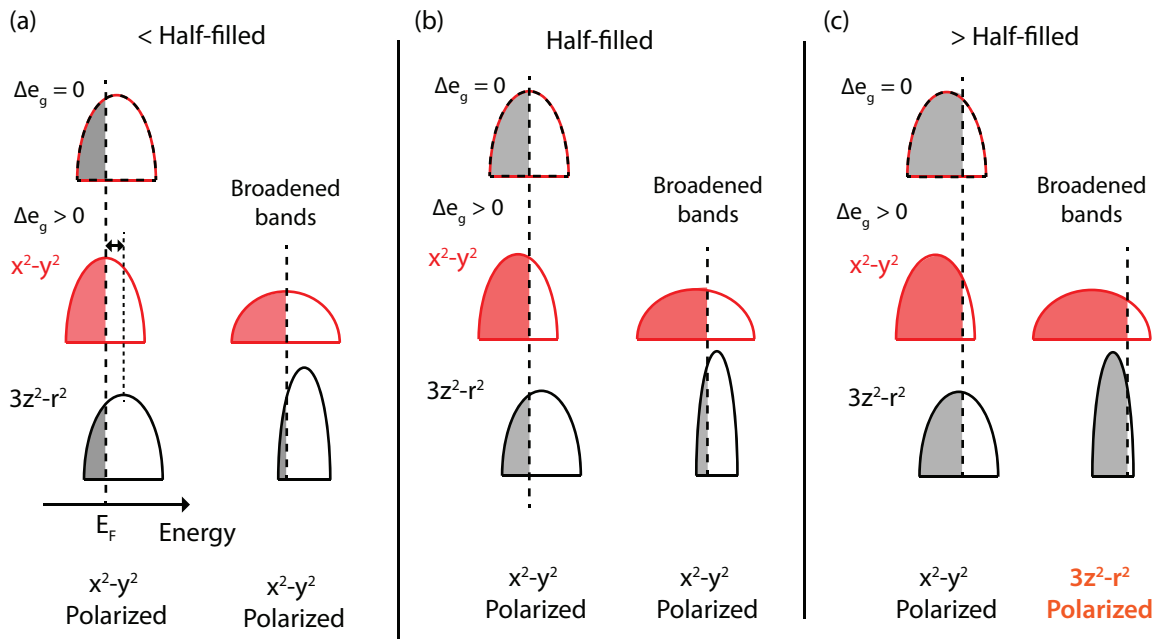 (a)
< Half-filled
Δe_g = 0
Δe_g > 0
Broadened
bands
x²-y²
3z²-r²
E_F
Energy
x²-y²
Polarized
x²-y²
Polarized
(b)
Half-filled
Δe_g = 0
Δe_g > 0
Broadened
bands
x²-y²
3z²-r²
x²-y²
Polarized
x²-y²
Polarized
(c)
> Half-filled
Δe_g = 0
Δe_g > 0
Broadened
bands
x²-y²
3z²-r²
x²-y²
Polarized
3z²-r²
Polarized